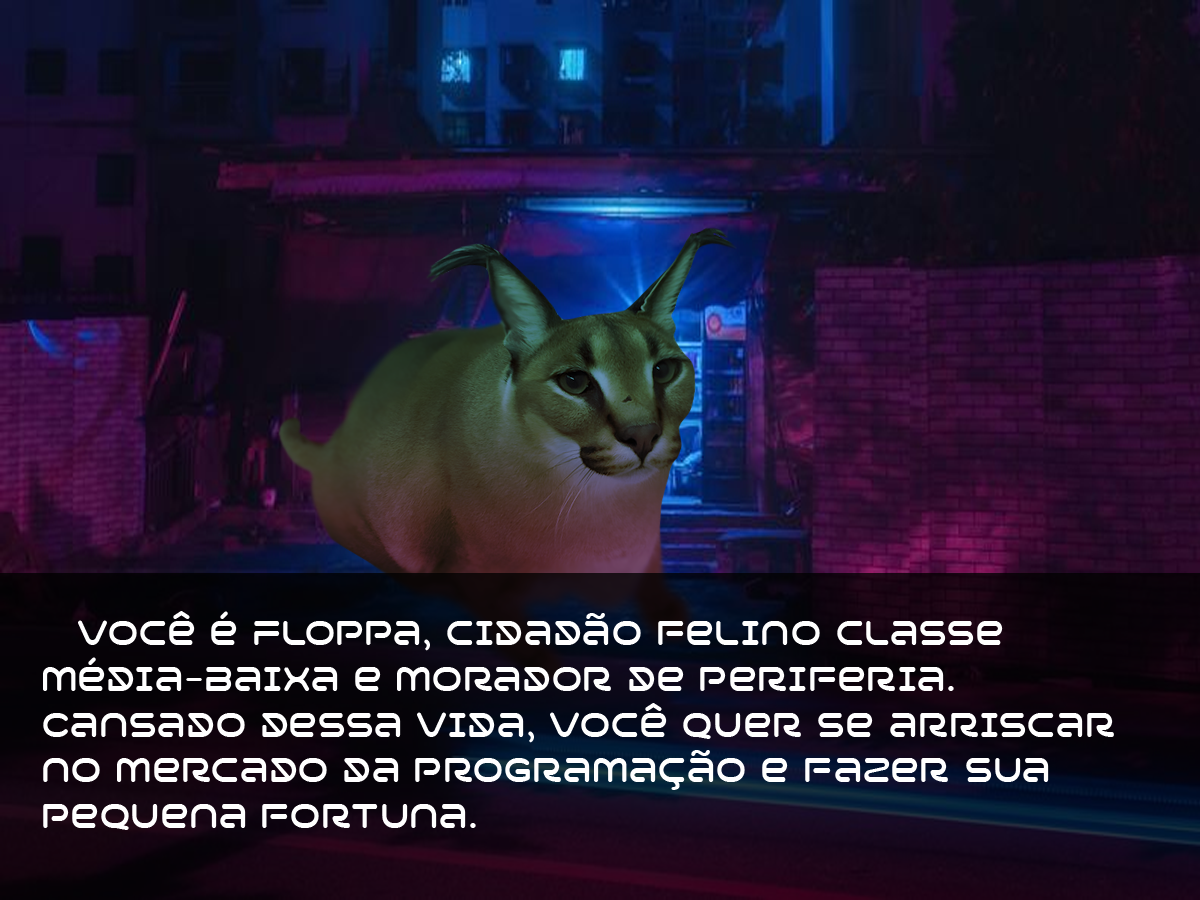 VOCÊ É FLOPPA, CIDADÃO FELINO CLASSE
MÉDIA-BAIXA E MORADOR DE PERIFERIA.
CANSADO DESSA VIDA, VOCÊ QUER SE ARRISCAR
NO MERCADO DA PROGRAMAÇÃO E FAZER SUA
PEQUENA FORTUNA.